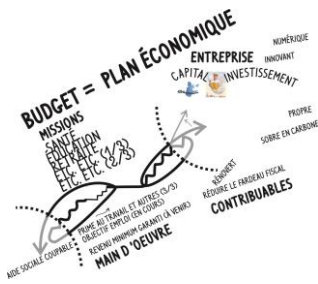 BUDGET = PLAN ÉCONOMIQUE
MISSIONS
SANTÉ
ÉDUCATION
RETRAITE
ETC. ETC. (1/3)
ETC. ETC. (2/3)
ENTREPRISE
CAPITAL INVESTISSEMENT
NUMÉRIQUE
INNOVANT
PROPRE
SOBRE EN CARBONE
RÉNOVERT
RÉDUIRE LE FARDEAU FISCAL
CONTRIBUABLES
PRIME AU TRAVAIL ET AUTRES (3/3)
OBJECTIF EMPLOI (EN COURS)
REVENU MINIMUM GARANTI (À VENIR)
MAIN D'OEUVRE
AIDE SOCIALE COUPABLE